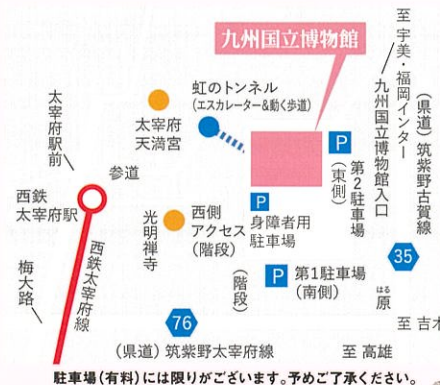 九州国立博物館
至 宇美・福岡インター
九州国立博物館入口
(県道) 筑紫野古賀線
虹のトンネル
(エスカレーター&動く歩道)
太宰府
天満宮
太宰府駅前
参道
西鉄
太宰府駅
西鉄太宰府線
梅大路
光明禅寺
西側
アクセス
(階段)
P
第2駐車場
(東側)
P
身障者用
駐車場
(階段)
P
第1駐車場
(南側)
35
はる
原
76
(県道) 筑紫野太宰府線
至 高雄
至 吉木
駐車場(有料)には限りがございます。予めご了承ください。